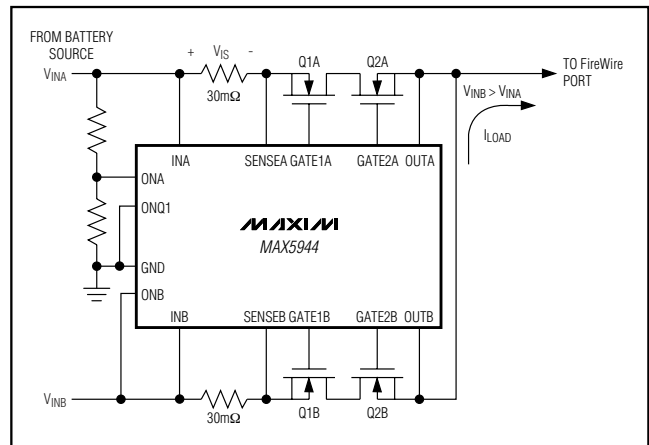 FROM BATTERY
SOURCE
+ VIS -
Q1A
Q2A
VINA
30mΩ
TO FireWire
PORT
VINB > VINA
ILOAD
INA
SENSEA GATE1A
GATE2A OUTA
ONA
ONQ1
MAXIM
MAX5944
GND
ONB
INB
SENSEB GATE1B
GATE2B OUTB
VINB
30mΩ
Q1B
Q2B